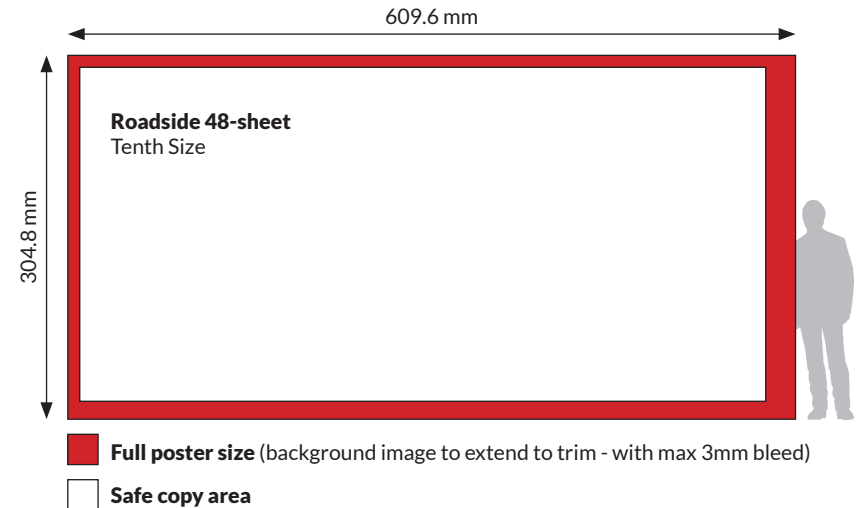 609.6 mm
304.8 mm
Roadside 48-sheet
Tenth Size
Full poster size (background image to extend to trim - with max 3mm bleed)
Safe copy area